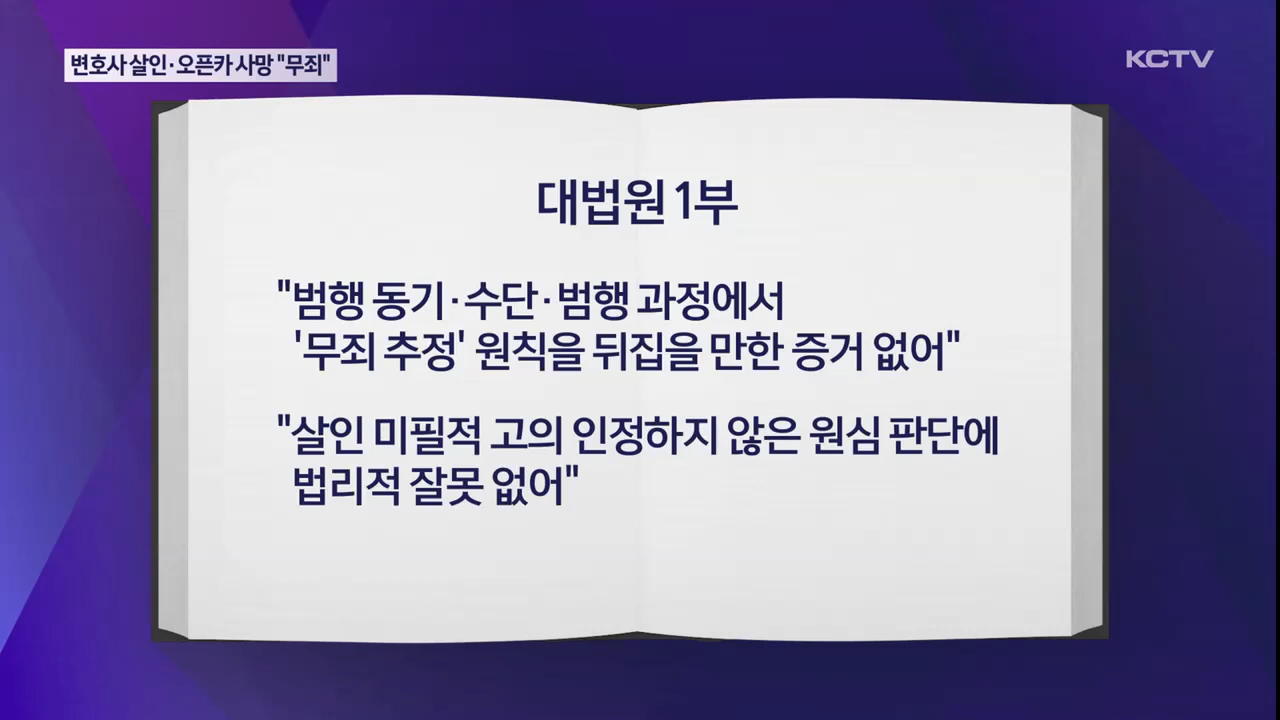 변호사 살인·오픈카 사망 "무죄"
KCTV
대법원 1부
"범행 동기·수단·범행 과정에서
'무죄 추정' 원칙을 뒤집을 만한 증거 없어"
"살인 미필적 고의 인정하지 않은 원심 판단에
법리적 잘못 없어"